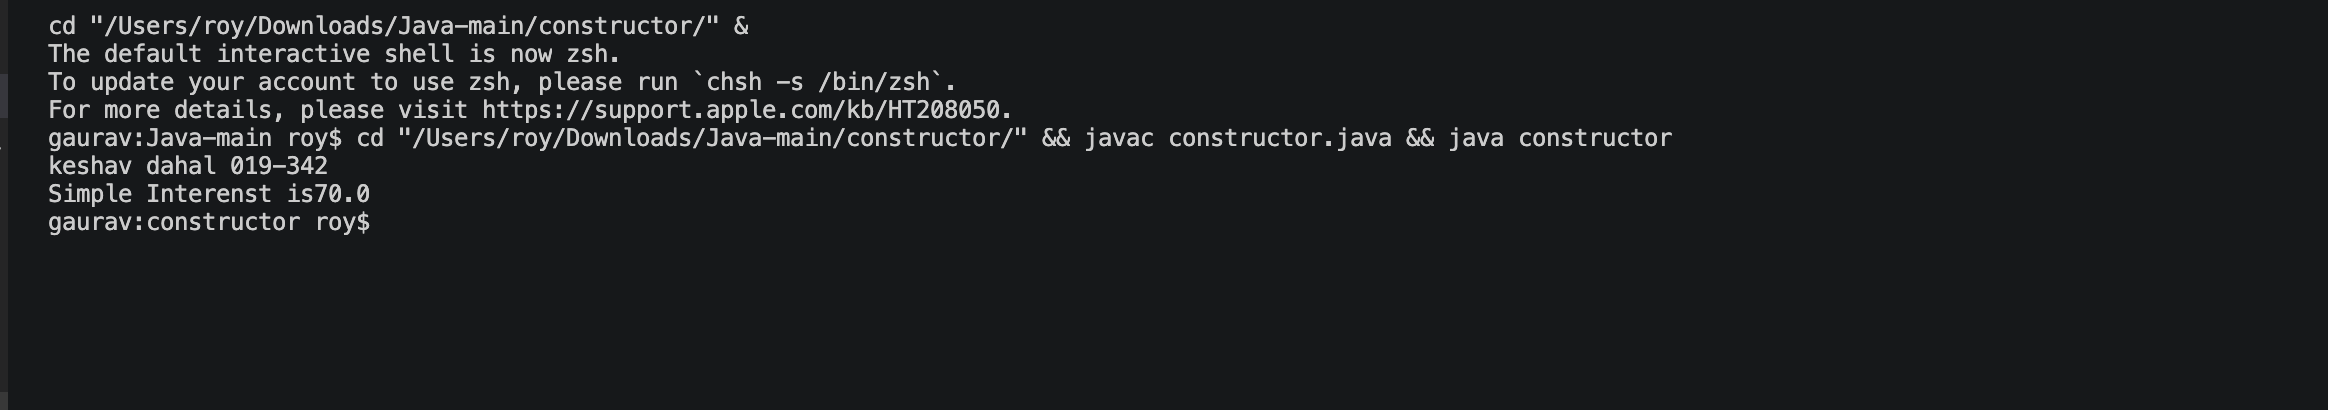 cd "/Users/roy/Downloads/Java-main/constructor/" &
The default interactive shell is now zsh.
To update your account to use zsh, please run `chsh -s /bin/zsh`.
For more details, please visit https://support.apple.com/kb/HT208050.
gaurav:Java-main roy$ cd "/Users/roy/Downloads/Java-main/constructor/" && javac constructor.java && java constructor
keshav dahal 019-342
Simple Interenst is70.0
gaurav:constructor roy$